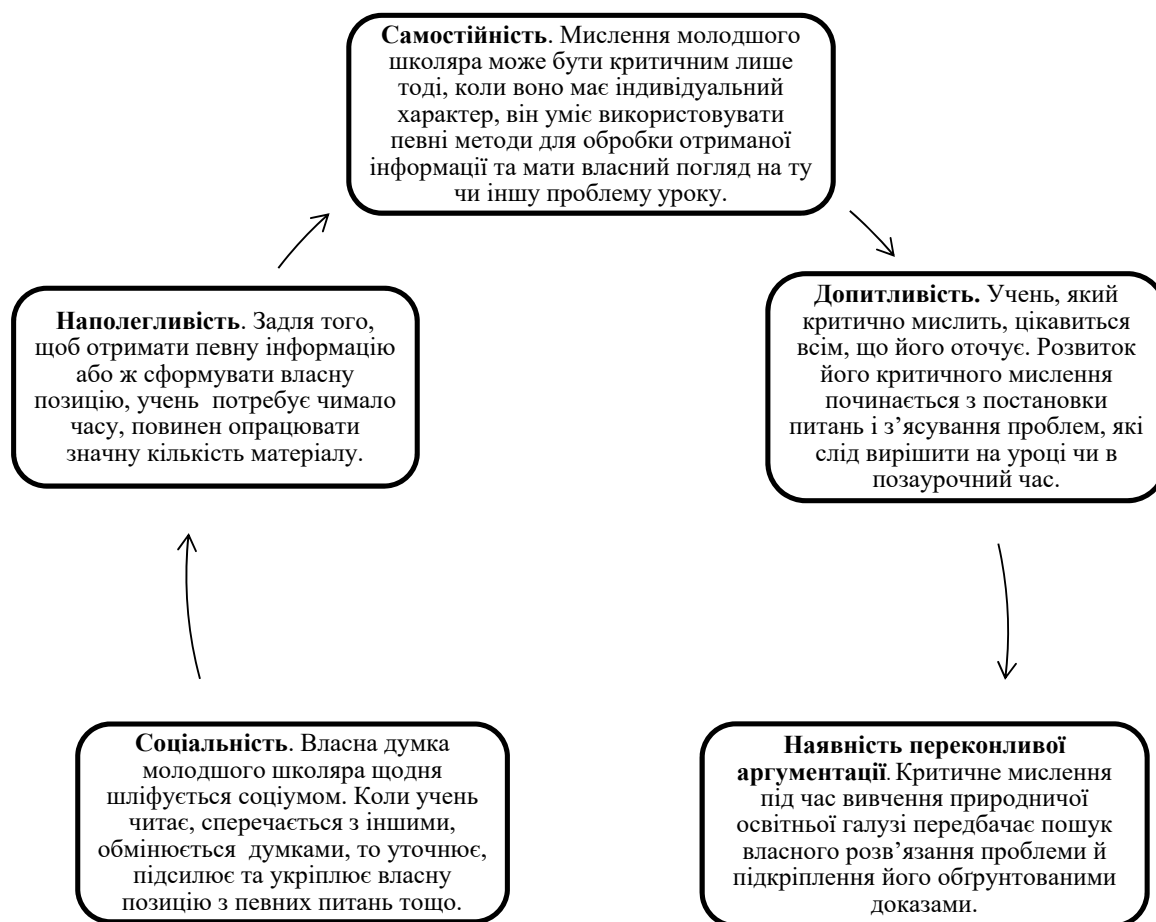 Самостійність. Мислення молодшого
школяра може бути критичним лише
тоді, коли воно має індивідуальний
характер, він уміє використовувати
певні методи для обробки отриманої
інформації та мати власний погляд на ту
чи іншу проблему уроку.
Допитливість. Учень, який
критично мислить, цікавиться
всім, що його оточує. Розвиток
його критичного мислення
починається з постановки
питань і з’ясування проблем, які
слід вирішити на уроці чи в
позаурочний час.
Наявність переконливої
аргументації. Критичне мислення
під час вивчення природничої
освітньої галузі передбачає пошук
власного розв’язання проблеми й
підкріплення його обґрунтованими
доказами.
Соціальність. Власна думка
молодшого школяра щодня
шліфується соціумом. Коли учень
читає, сперечається з іншими,
обмінюється думками, то уточнює,
підсилює та укріплює власну
позицію з певних питань тощо.
Наполегливість. Задля того,
щоб отримати певну інформацію
або ж сформувати власну
позицію, учень потребує чимало
часу, повинен опрацювати
значну кількість матеріалу.